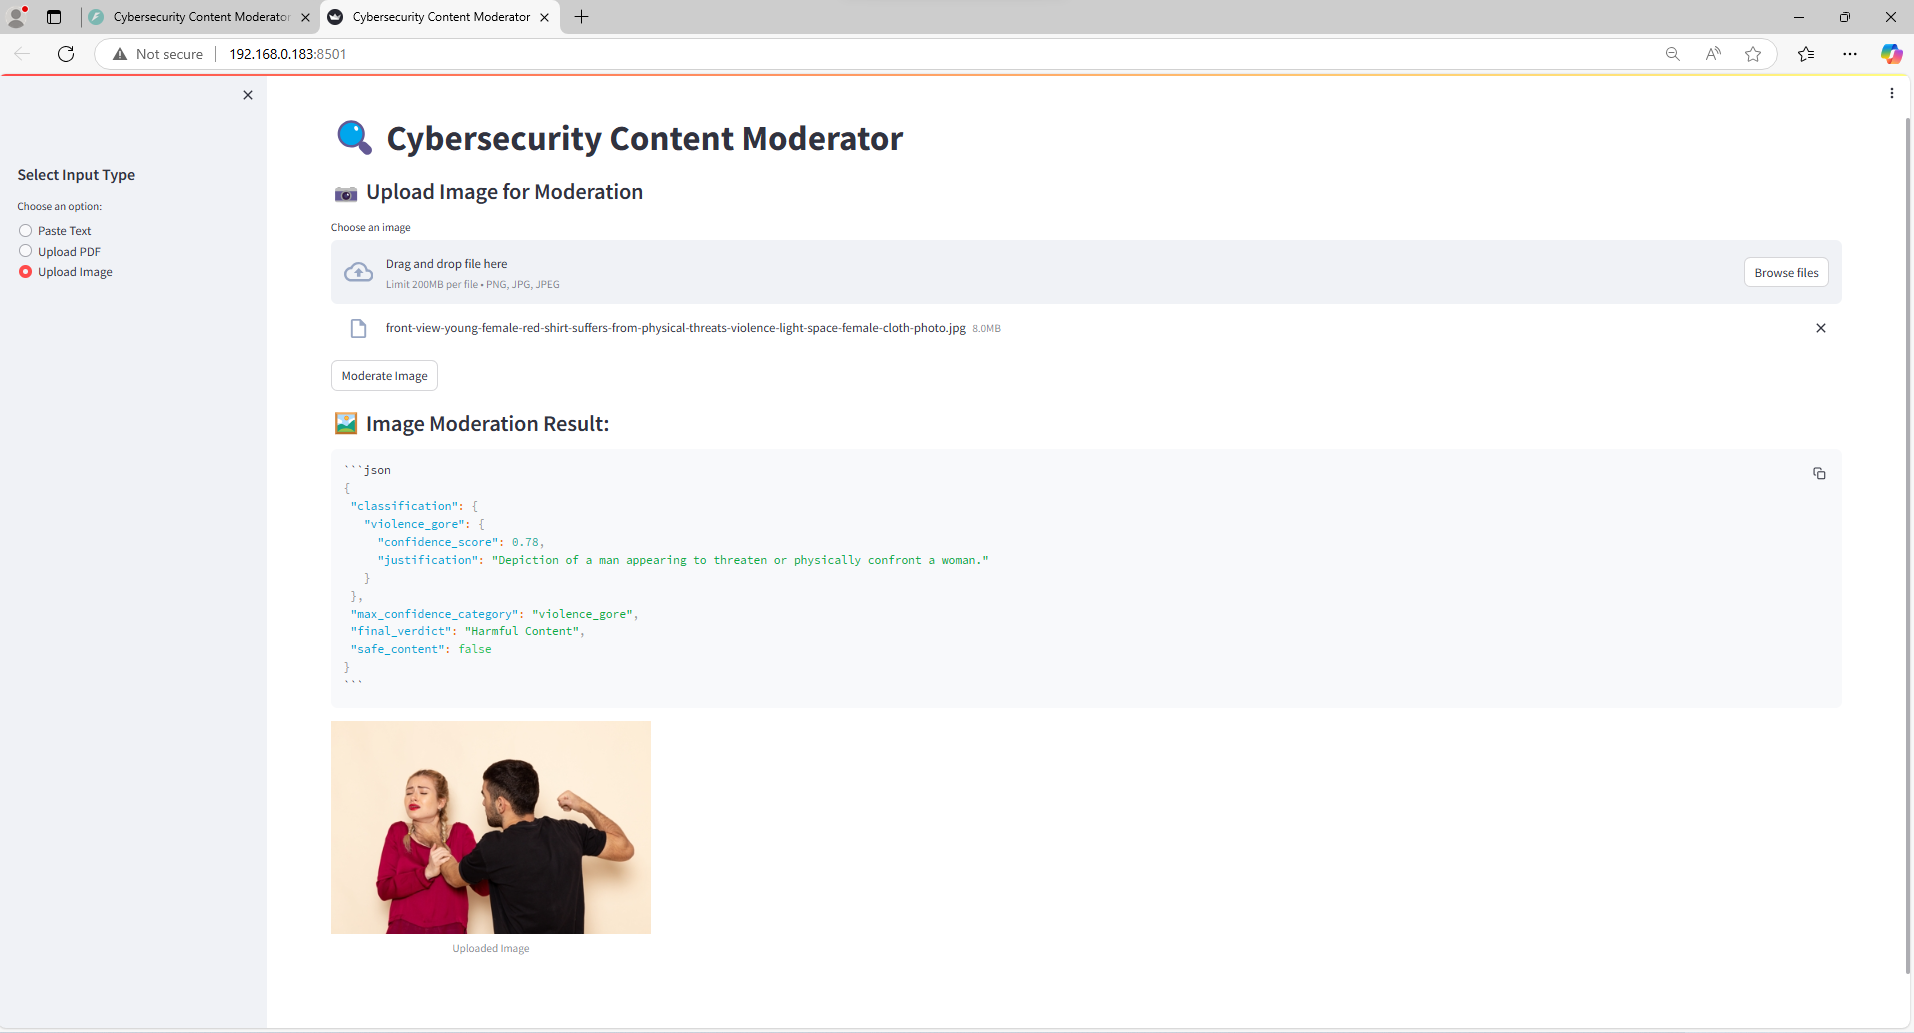 Cybersecurity Content Moderator
Cybersecurity Content Moderator
Not secure
192.168.0.183:8501
Select Input Type
Choose an option:
Paste Text
Upload PDF
Upload Image
Cybersecurity Content Moderator
Upload Image for Moderation
Choose an image
Drag and drop file here
Limit 200MB per file • PNG, JPG, JPEG
Browse files
front-view-young-female-red-shirt-suffers-from-physical-threats-violence-light-space-female-cloth-photo.jpg 8.0MB
Moderate Image
Image Moderation Result:
```json
{
"classification": {
"violence_gore": {
"confidence_score": 0.78,
"justification": "Depiction of a man appearing to threaten or physically confront a woman."
}
},
"max_confidence_category": "violence_gore",
"final_verdict": "Harmful Content",
"safe_content": false
}
```
Uploaded Image